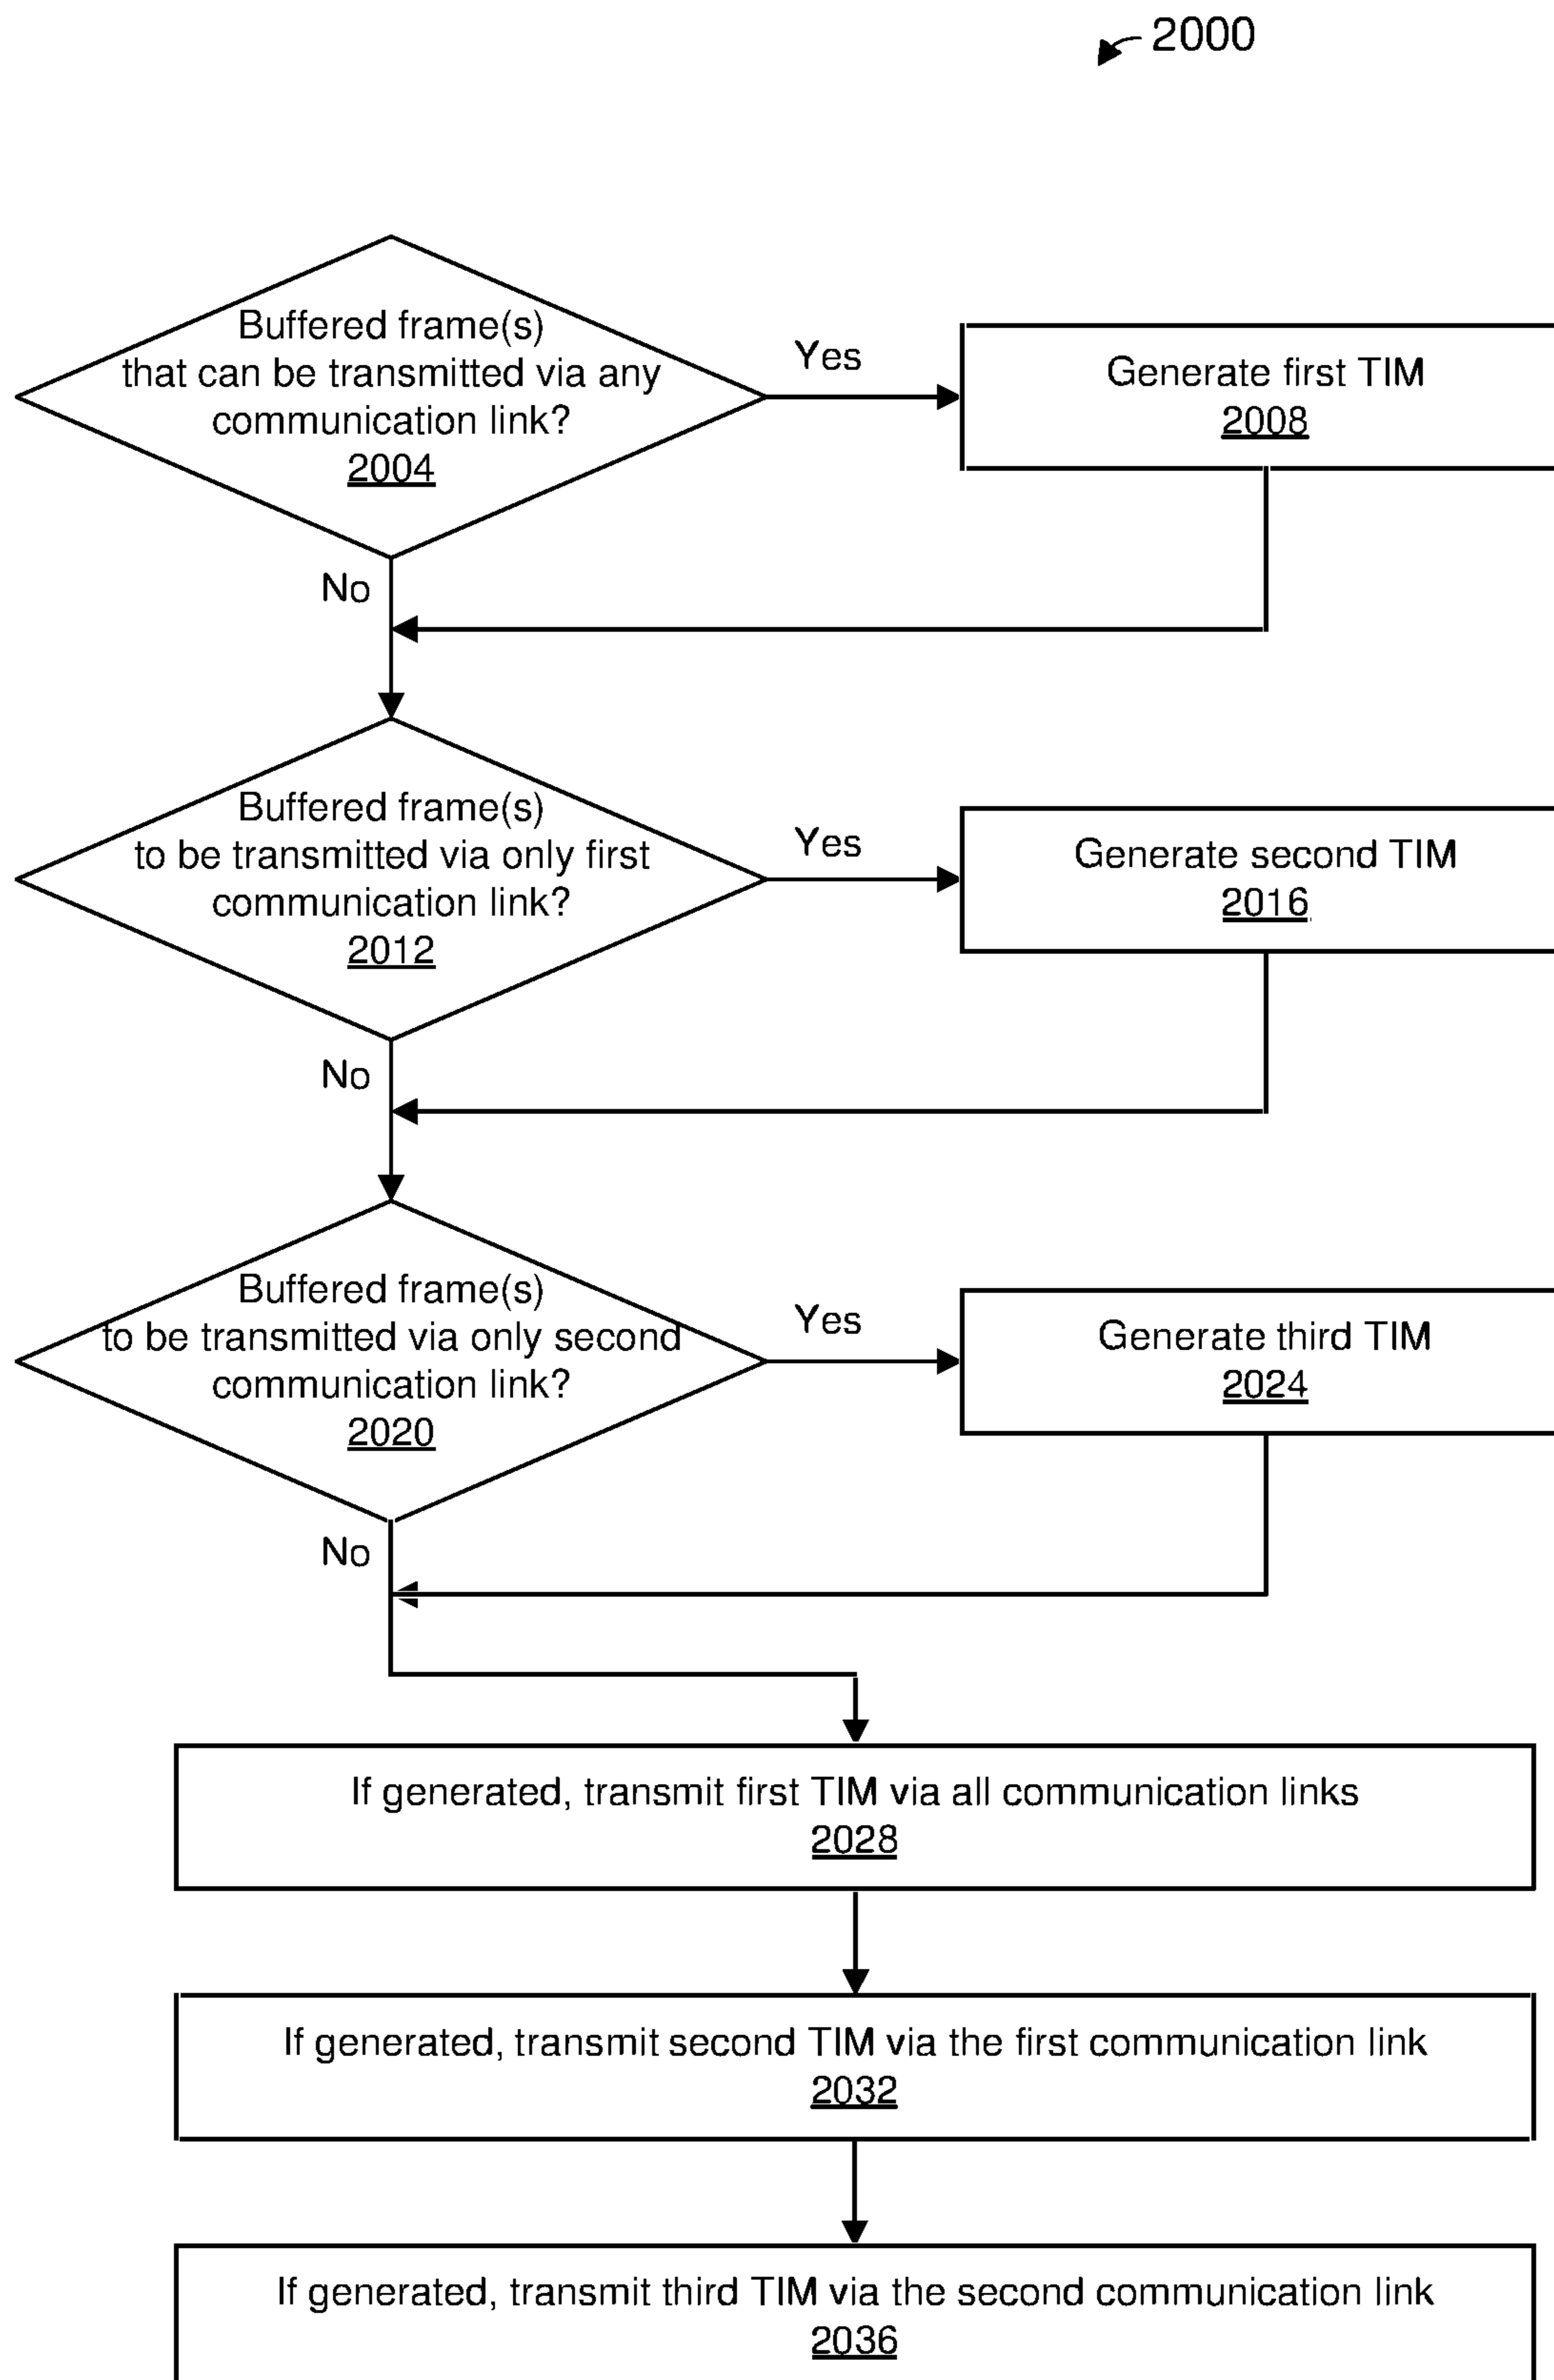 2000
Buffered frame(s)
that can be transmitted via any
communication link?
2004
Yes
Generate first TIM
2008
No
Buffered frame(s)
to be transmitted via only first
communication link?
2012
Yes
Generate second TIM
2016
No
Buffered frame(s)
to be transmitted via only second
communication link?
2020
Yes
Generate third TIM
2024
No
If generated, transmit first TIM via all communication links
2028
If generated, transmit second TIM via the first communication link
2032
If generated, transmit third TIM via the second communication link
2036